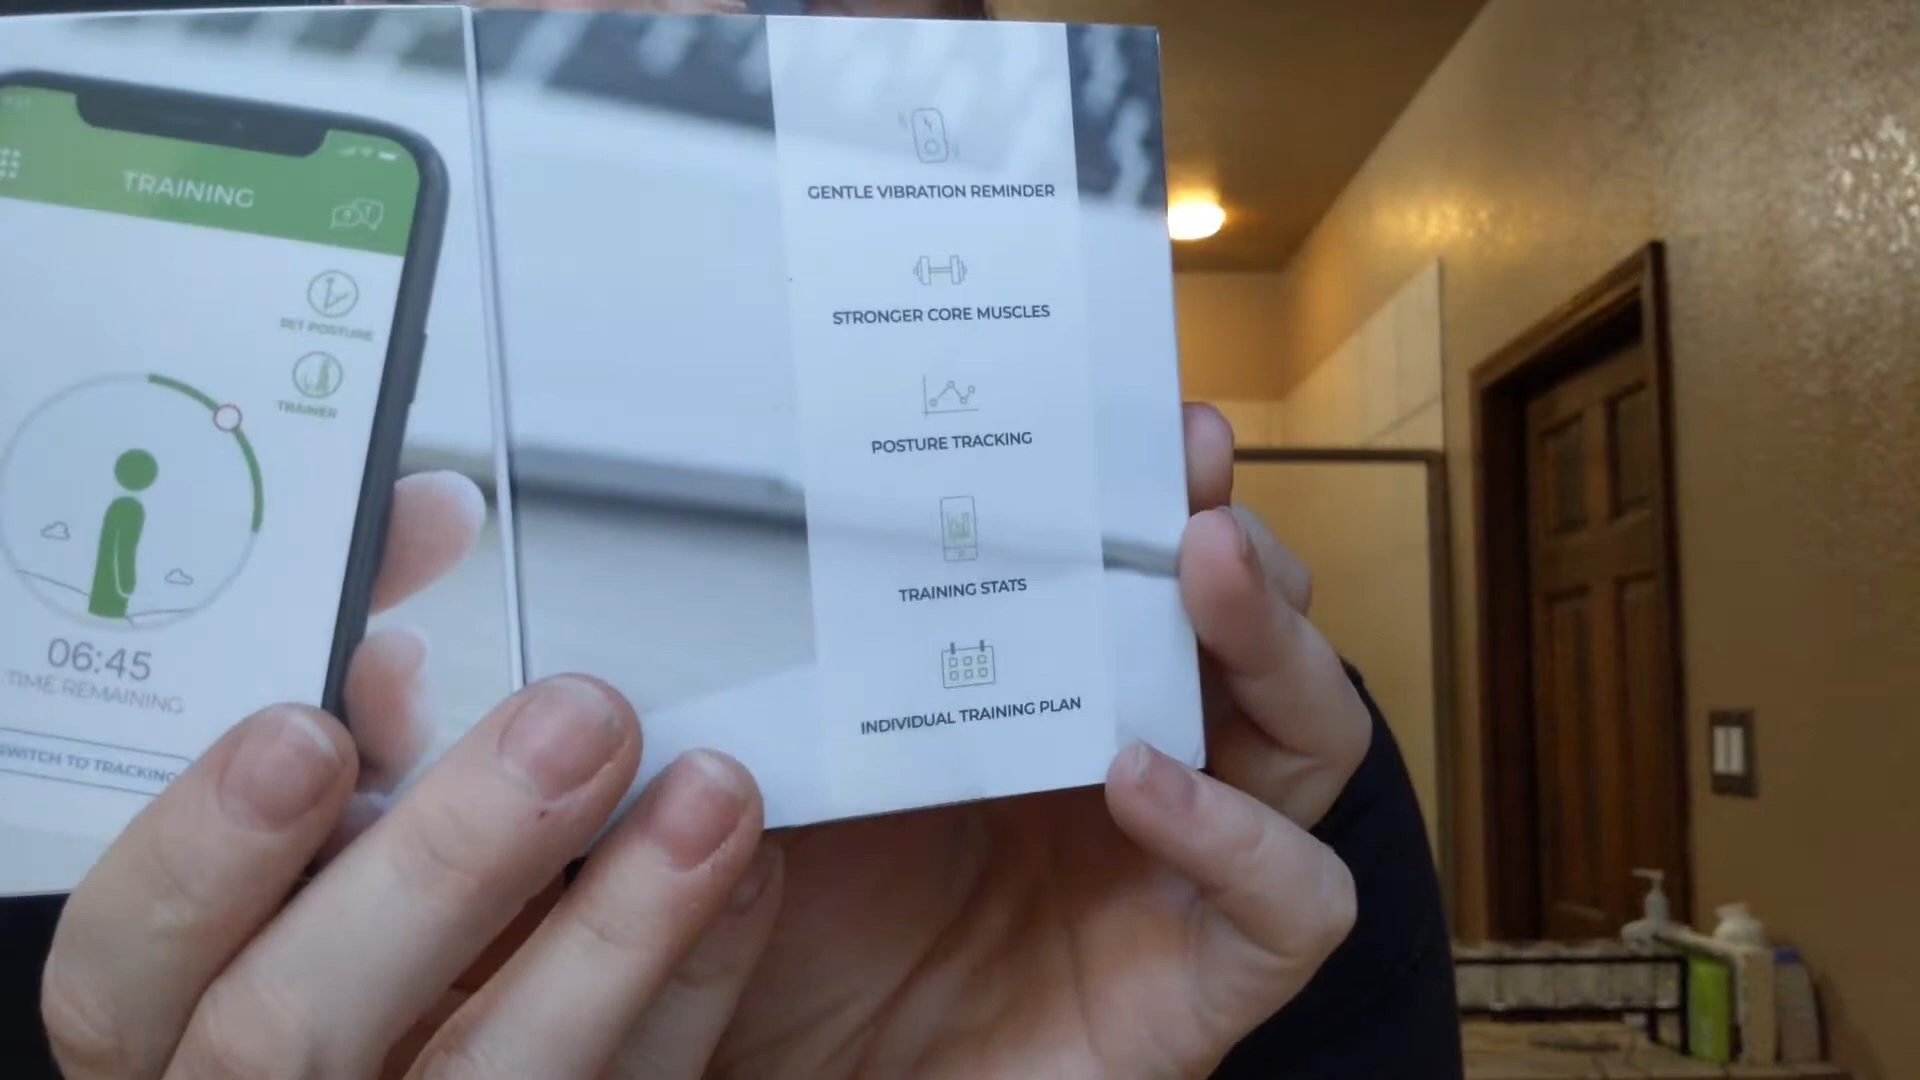 TRAINING
SET POSTURE
TRAINER
06:45
TIME REMAINING
SWITCH TO TRACKING
GENTLE VIBRATION REMINDER
STRONGER CORE MUSCLES
POSTURE TRACKING
TRAINING STATS
INDIVIDUAL TRAINING PLAN